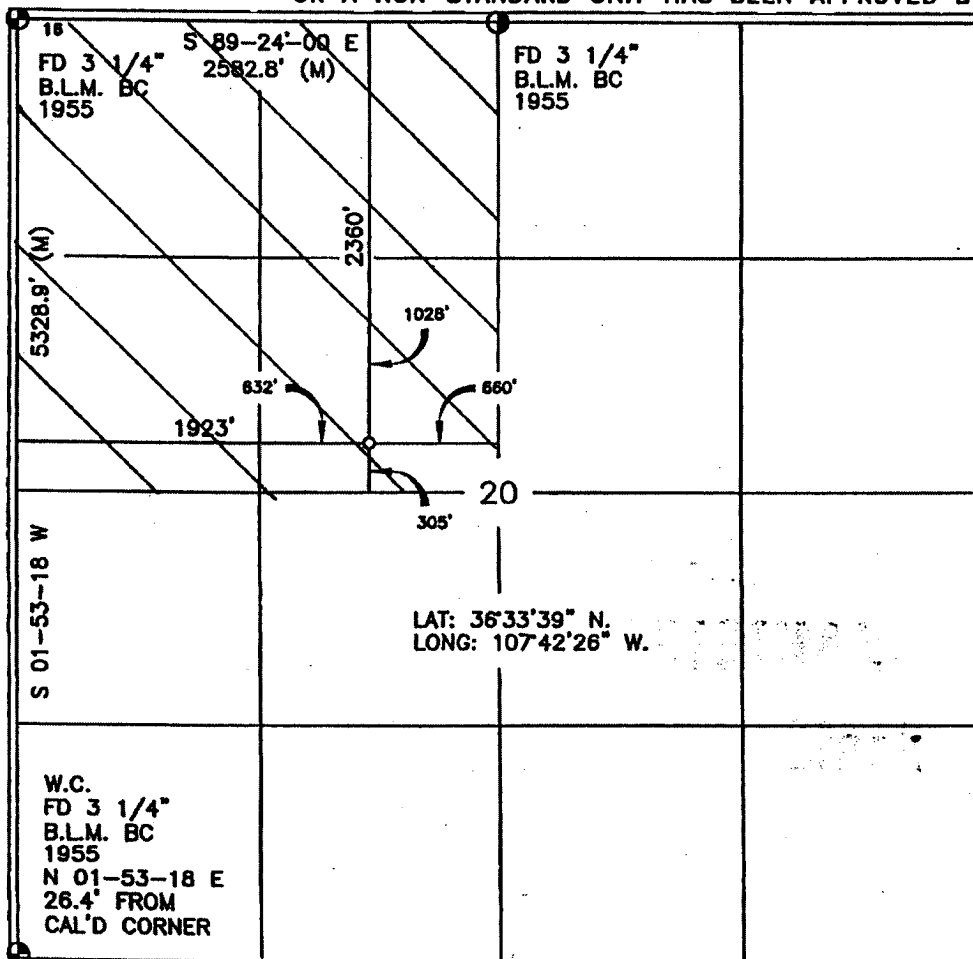 16
S 89-24'-00 E
2582.8' (M)
FD 3 1/4"
B.L.M. BC
1955
FD 3 1/4"
B.L.M. BC
1955
5328.9' (M)
2360'
1028'
632'
660'
1923'
20
305'
S 01-53-18 W
LAT: 36°33'39" N.
LONG: 107°42'26" W.
W.C.
FD 3 1/4"
B.L.M. BC
1955
N 01-53-18 E
26.4' FROM
CAL'D CORNER